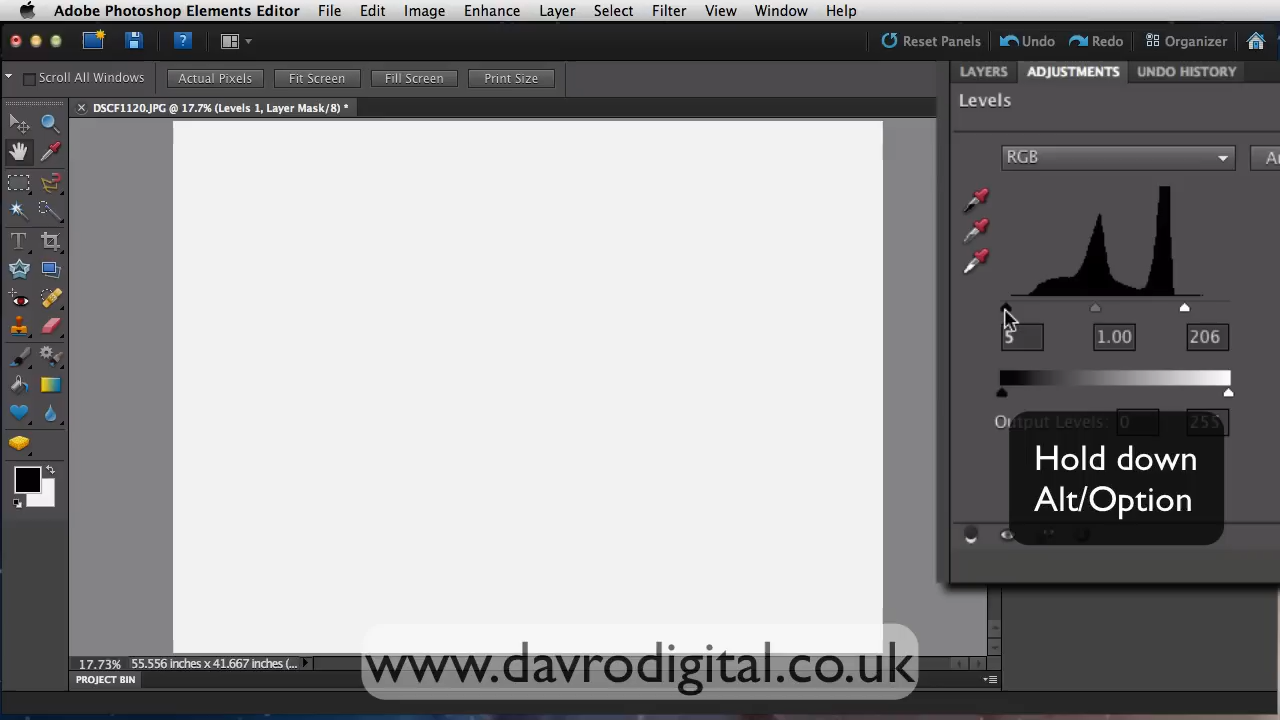 Adobe Photoshop Elements Editor File Edit Image Enhance Layer Select Filter View Window Help
Reset Panels Undo Redo Organizer
Scroll All Windows Actual Pixels Fit Screen Fill Screen Print Size
LAYERS ADJUSTMENTS UNDO HISTORY
DSCF1120.JPG @ 17.7% (Levels 1, Layer Mask/8) *
Levels
RGB
T
5 1.00 206
Output Levels: 0 255
Hold down
Alt/Option
17.73% 55.556 inches x 41.667 inches (...
www.davrodigital.co.uk
PROJECT BIN